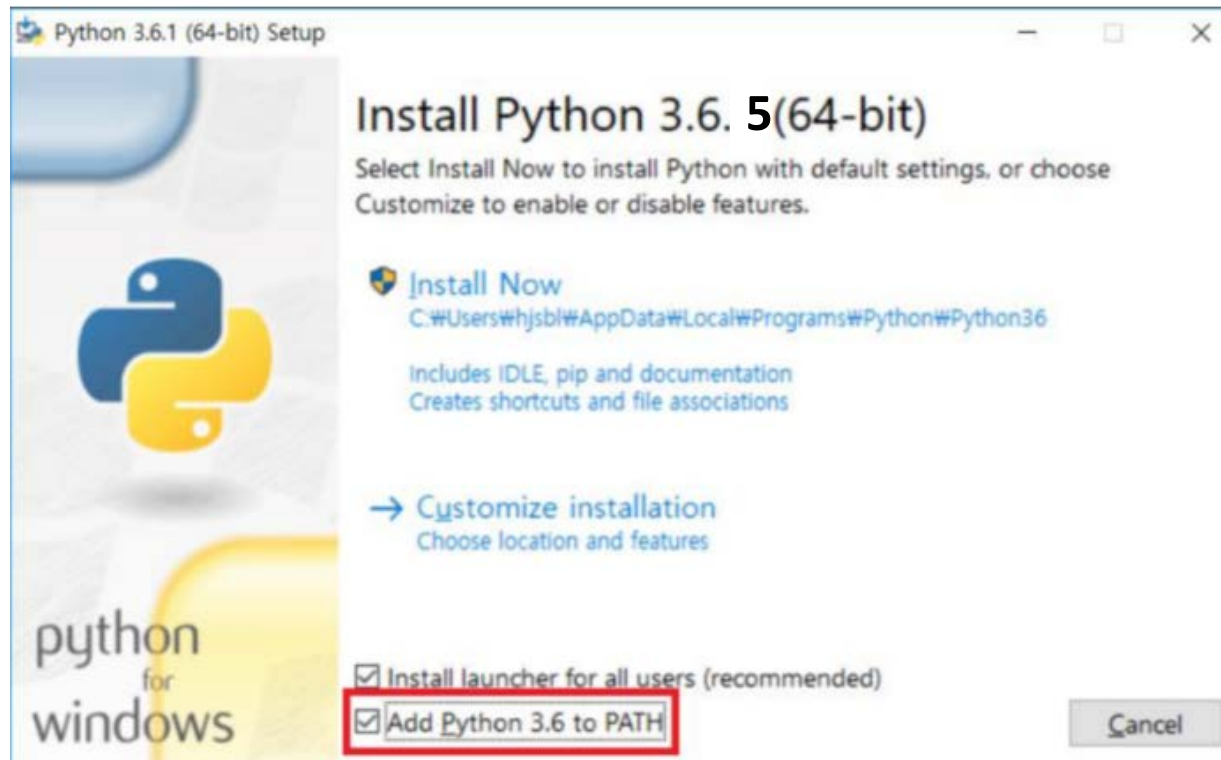 Python 3.6.1 (64-bit) Setup
Install Python 3.6. 5(64-bit)
Select Install Now to install Python with default settings, or choose
Customize to enable or disable features.
Install Now
C:₩Users₩hjsbl₩AppData₩Local₩Programs₩Python₩Python36
Includes IDLE, pip and documentation
Creates shortcuts and file associations
Customize installation
Choose location and features
python
for
windows
Install launcher for all users (recommended)
Add Python 3.6 to PATH
Cancel